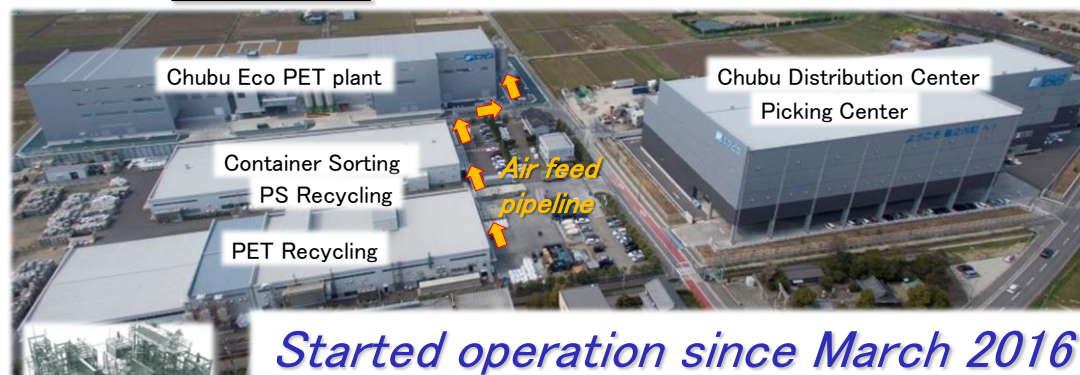 Chubu Eco PET plant
Chubu Distribution Center
Picking Center
Container Sorting
PS Recycling
Air feed
pipeline
PET Recycling
Started operation since March 2016